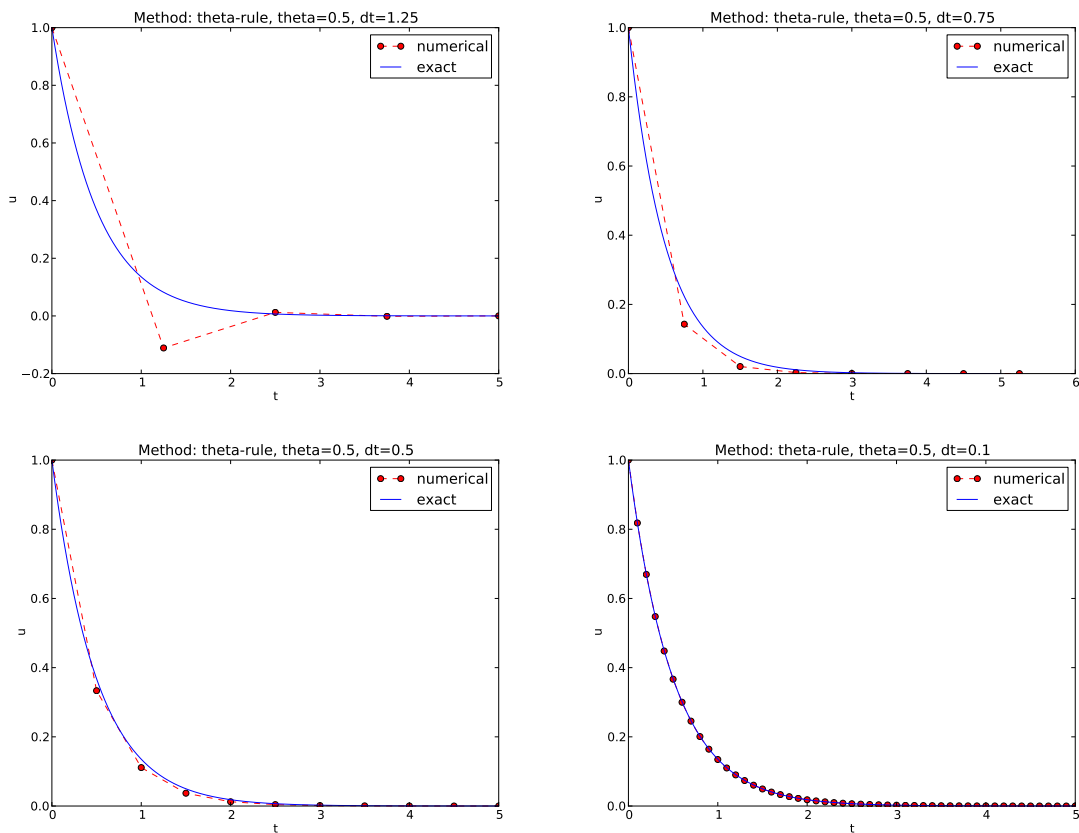 Method: theta-rule, theta=0.5, dt=1.25
1.0
0.8
0.6
0.4
0.2
0.0
−0.2
u
numerical
exact
0 1 2 3 4 5
t
Method: theta-rule, theta=0.5, dt=0.75
1.0
0.8
0.6
0.4
0.2
0.0
u
numerical
exact
0 1 2 3 4 5 6
t
Method: theta-rule, theta=0.5, dt=0.5
1.0
0.8
0.6
0.4
0.2
0.0
u
numerical
exact
0 1 2 3 4 5
t
Method: theta-rule, theta=0.5, dt=0.1
1.0
0.8
0.6
0.4
0.2
0.0
u
numerical
exact
0 1 2 3 4 5
t